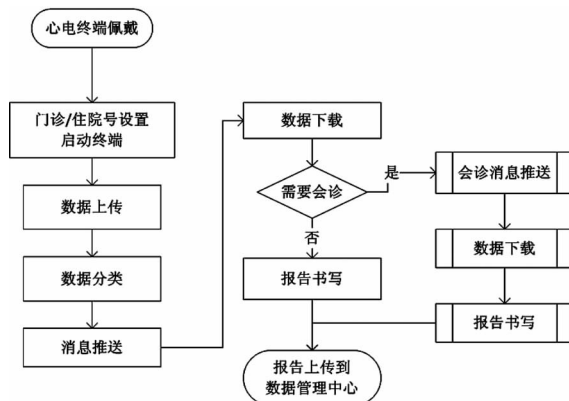 心电终端佩戴
门诊/住院号设置
启动终端
数据上传
数据分类
消息推送
数据下载
需要会诊
是
否
报告书写
会诊消息推送
数据下载
报告书写
报告上传到
数据管理中心